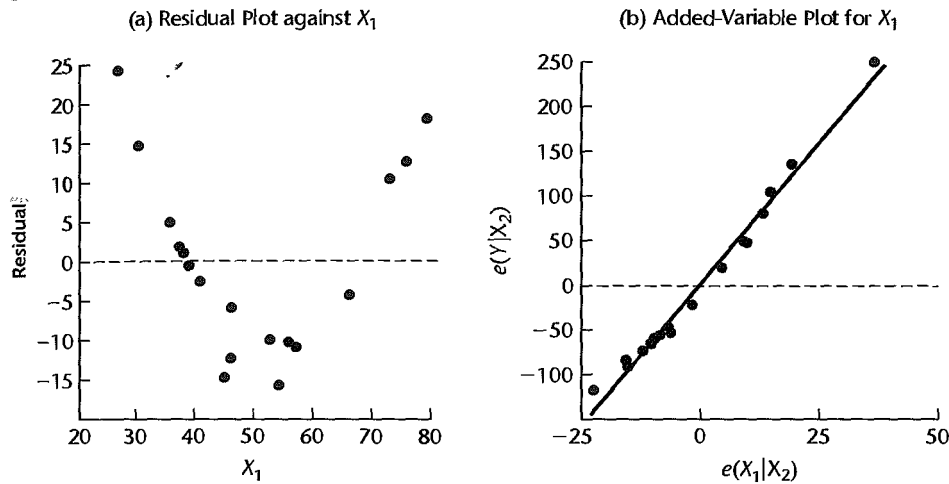 (a) Residual Plot against X₁
25
20
15
10
5
0
−5
−10
−15
Residual
20 30 40 50 60 70 80
X₁
(b) Added-Variable Plot for X₁
250
200
150
100
50
0
−50
−100
e(Y|X₂)
−25 0 25 50
e(X₁|X₂)